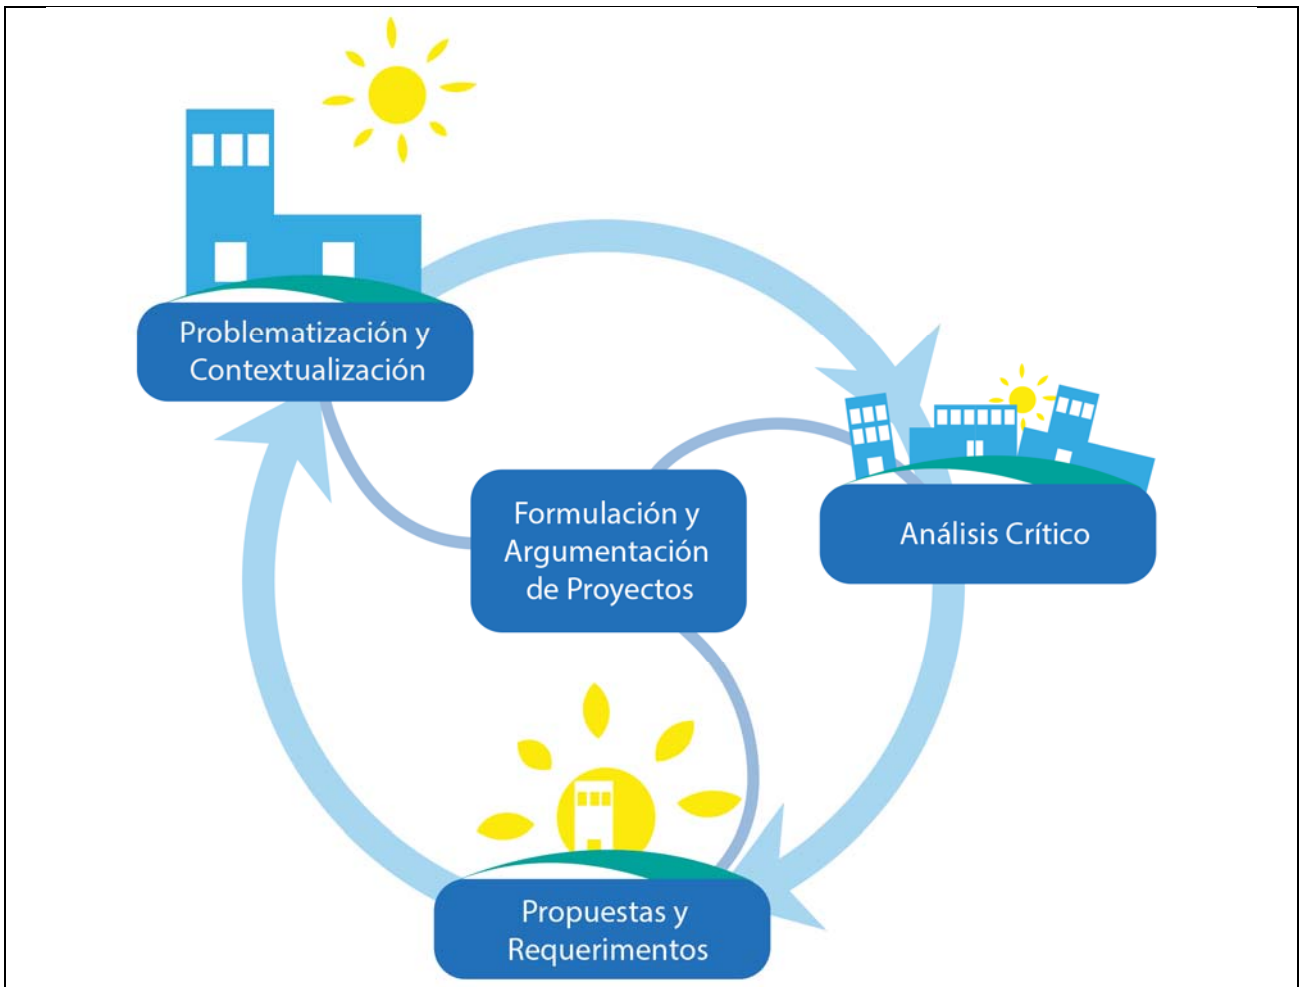 Problematización y
Contextualización
Análisis Crítico
Formulación y
Argumentación
de Proyectos
Propuestas y
Requerimentos